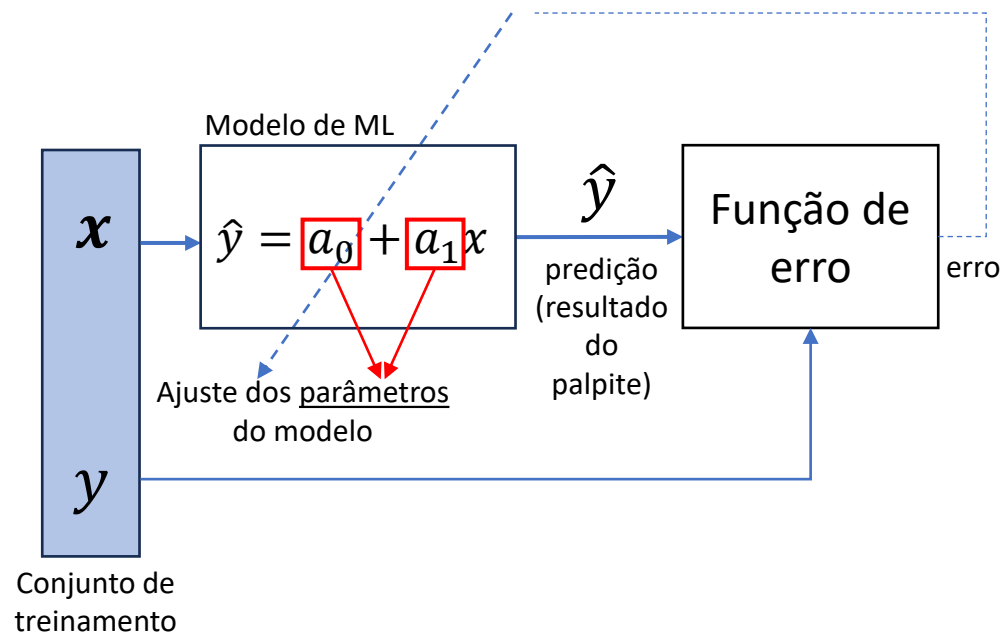 Modelo de ML
x
ŷ = a₀ + a₁x
ŷ
predição
(resultado
do
palpite)
Função de
erro
erro
Ajuste dos parâmetros
do modelo
y
Conjunto de
treinamento